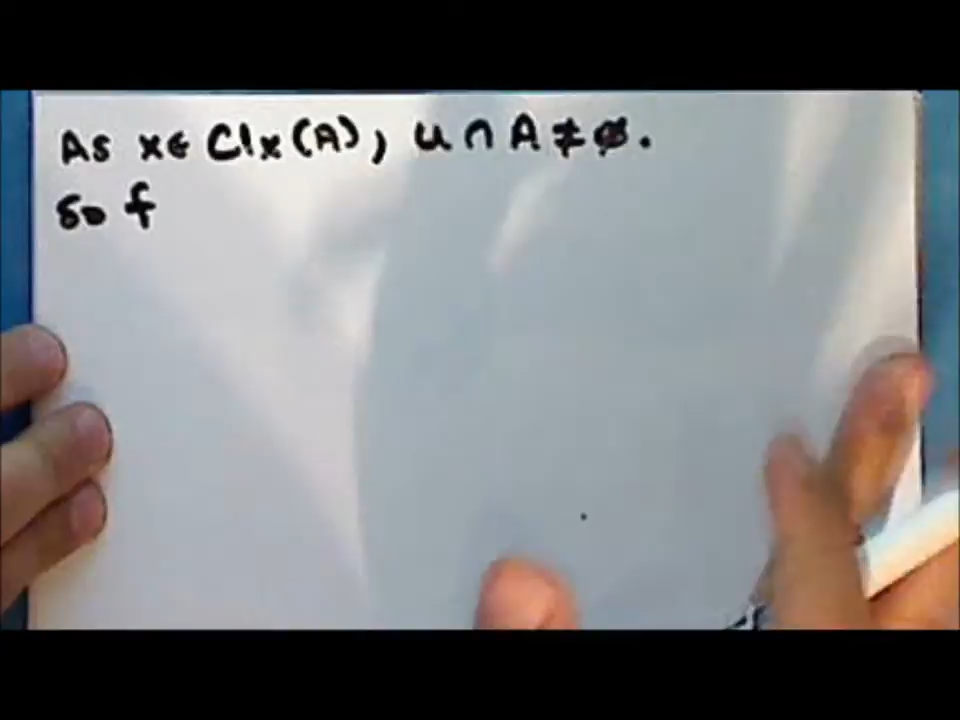 As x∈ Clx(A), U ∩ A ≠ ∅.
So f